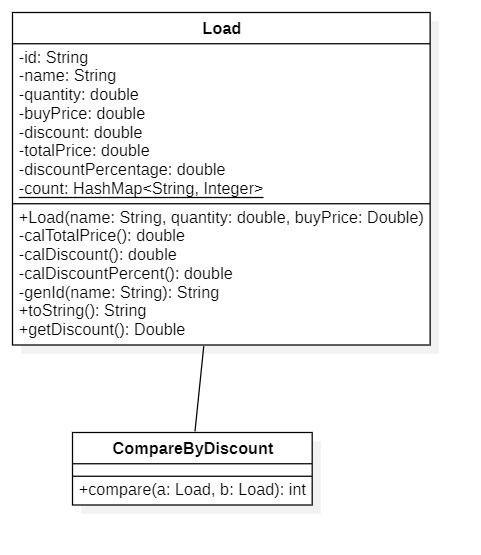 Load
-id: String
-name: String
-quantity: double
-buyPrice: double
-discount: double
-totalPrice: double
-discountPercentage: double
-count: HashMap<String, Integer>
+Load(name: String, quantity: double, buyPrice: Double)
-calTotalPrice(): double
-calDiscount(): double
-calDiscountPercent(): double
-genId(name: String): String
+toString(): String
+getDiscount(): Double
CompareByDiscount
+compare(a: Load, b: Load): int